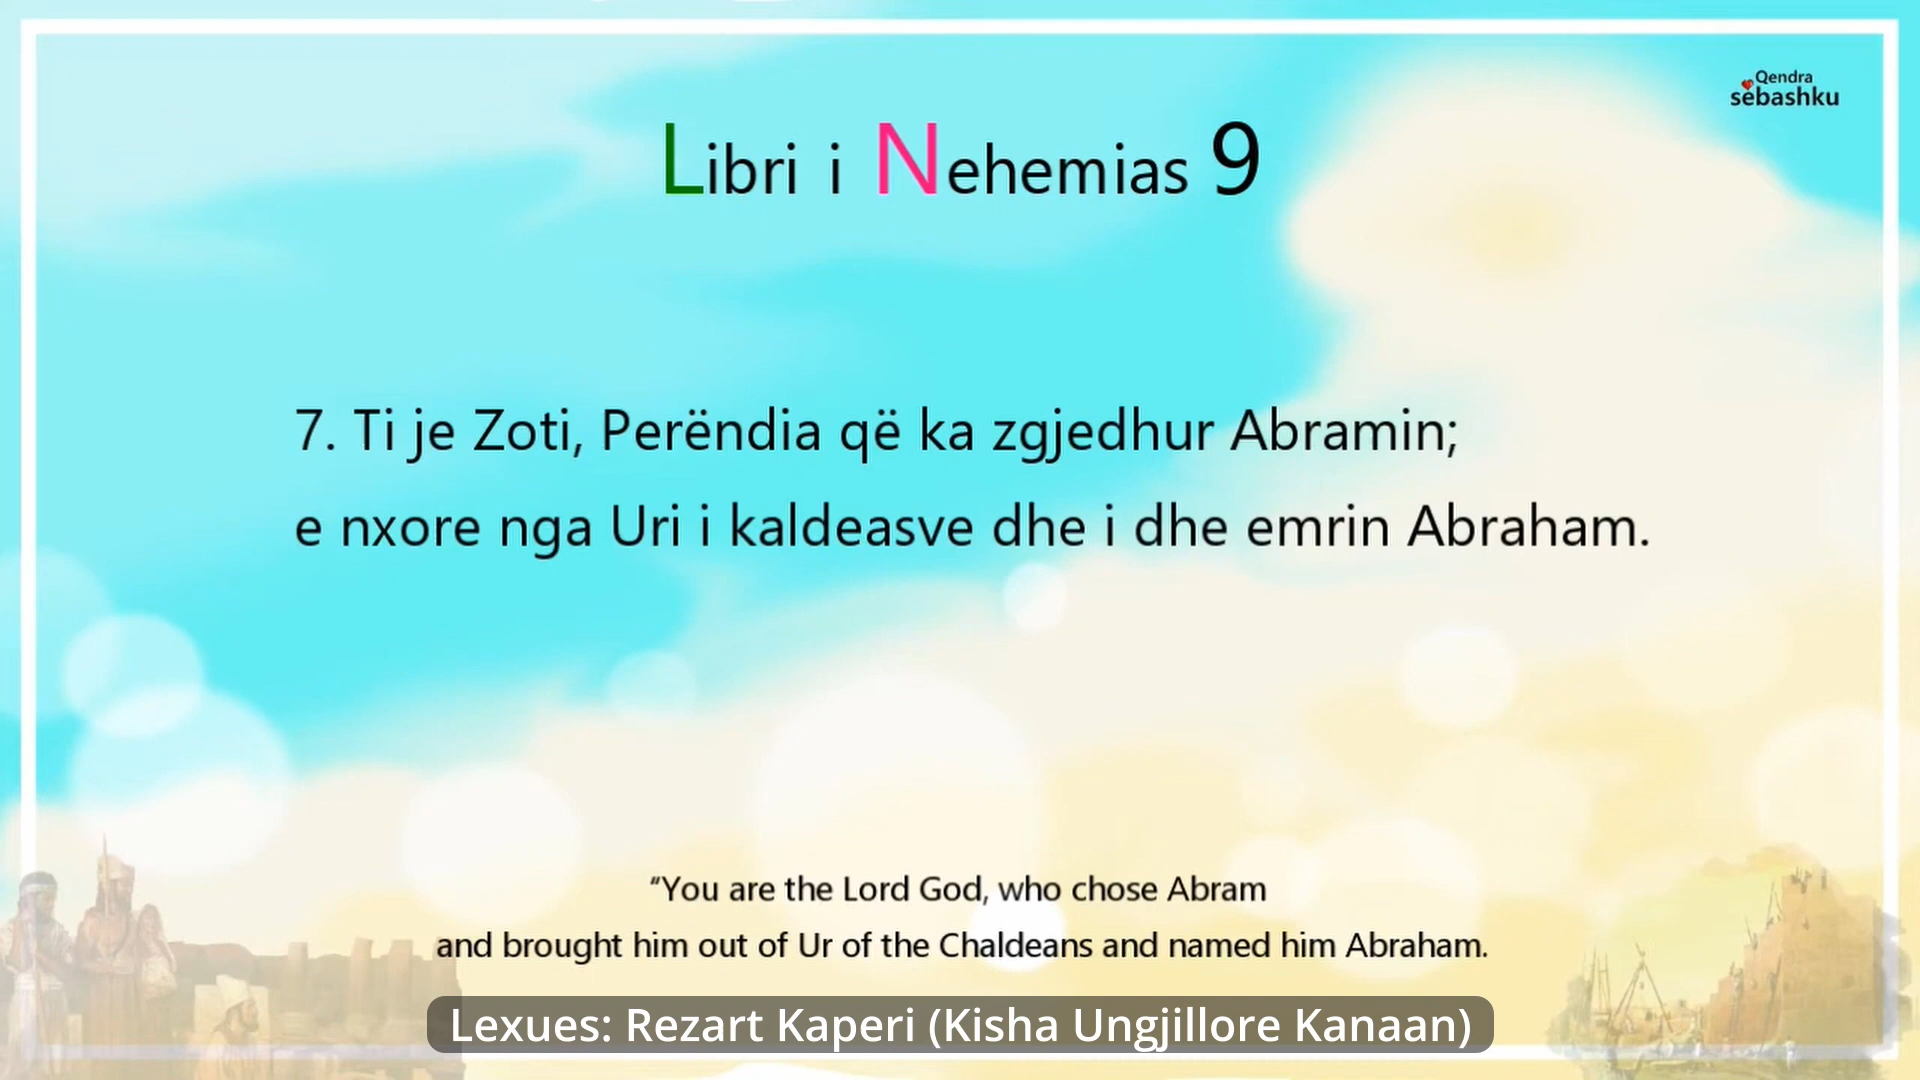 Qendra
sebashku
Libri i Nehemias 9
7. Ti je Zoti, Perëndia që ka zgjedhur Abramin;
e nxore nga Uri i kaldeasve dhe i dhe emrin Abraham.
“You are the Lord God, who chose Abram
and brought him out of Ur of the Chaldeans and named him Abraham.
Lexues: Rezart Kaperi (Kisha Ungjillore Kanaan)